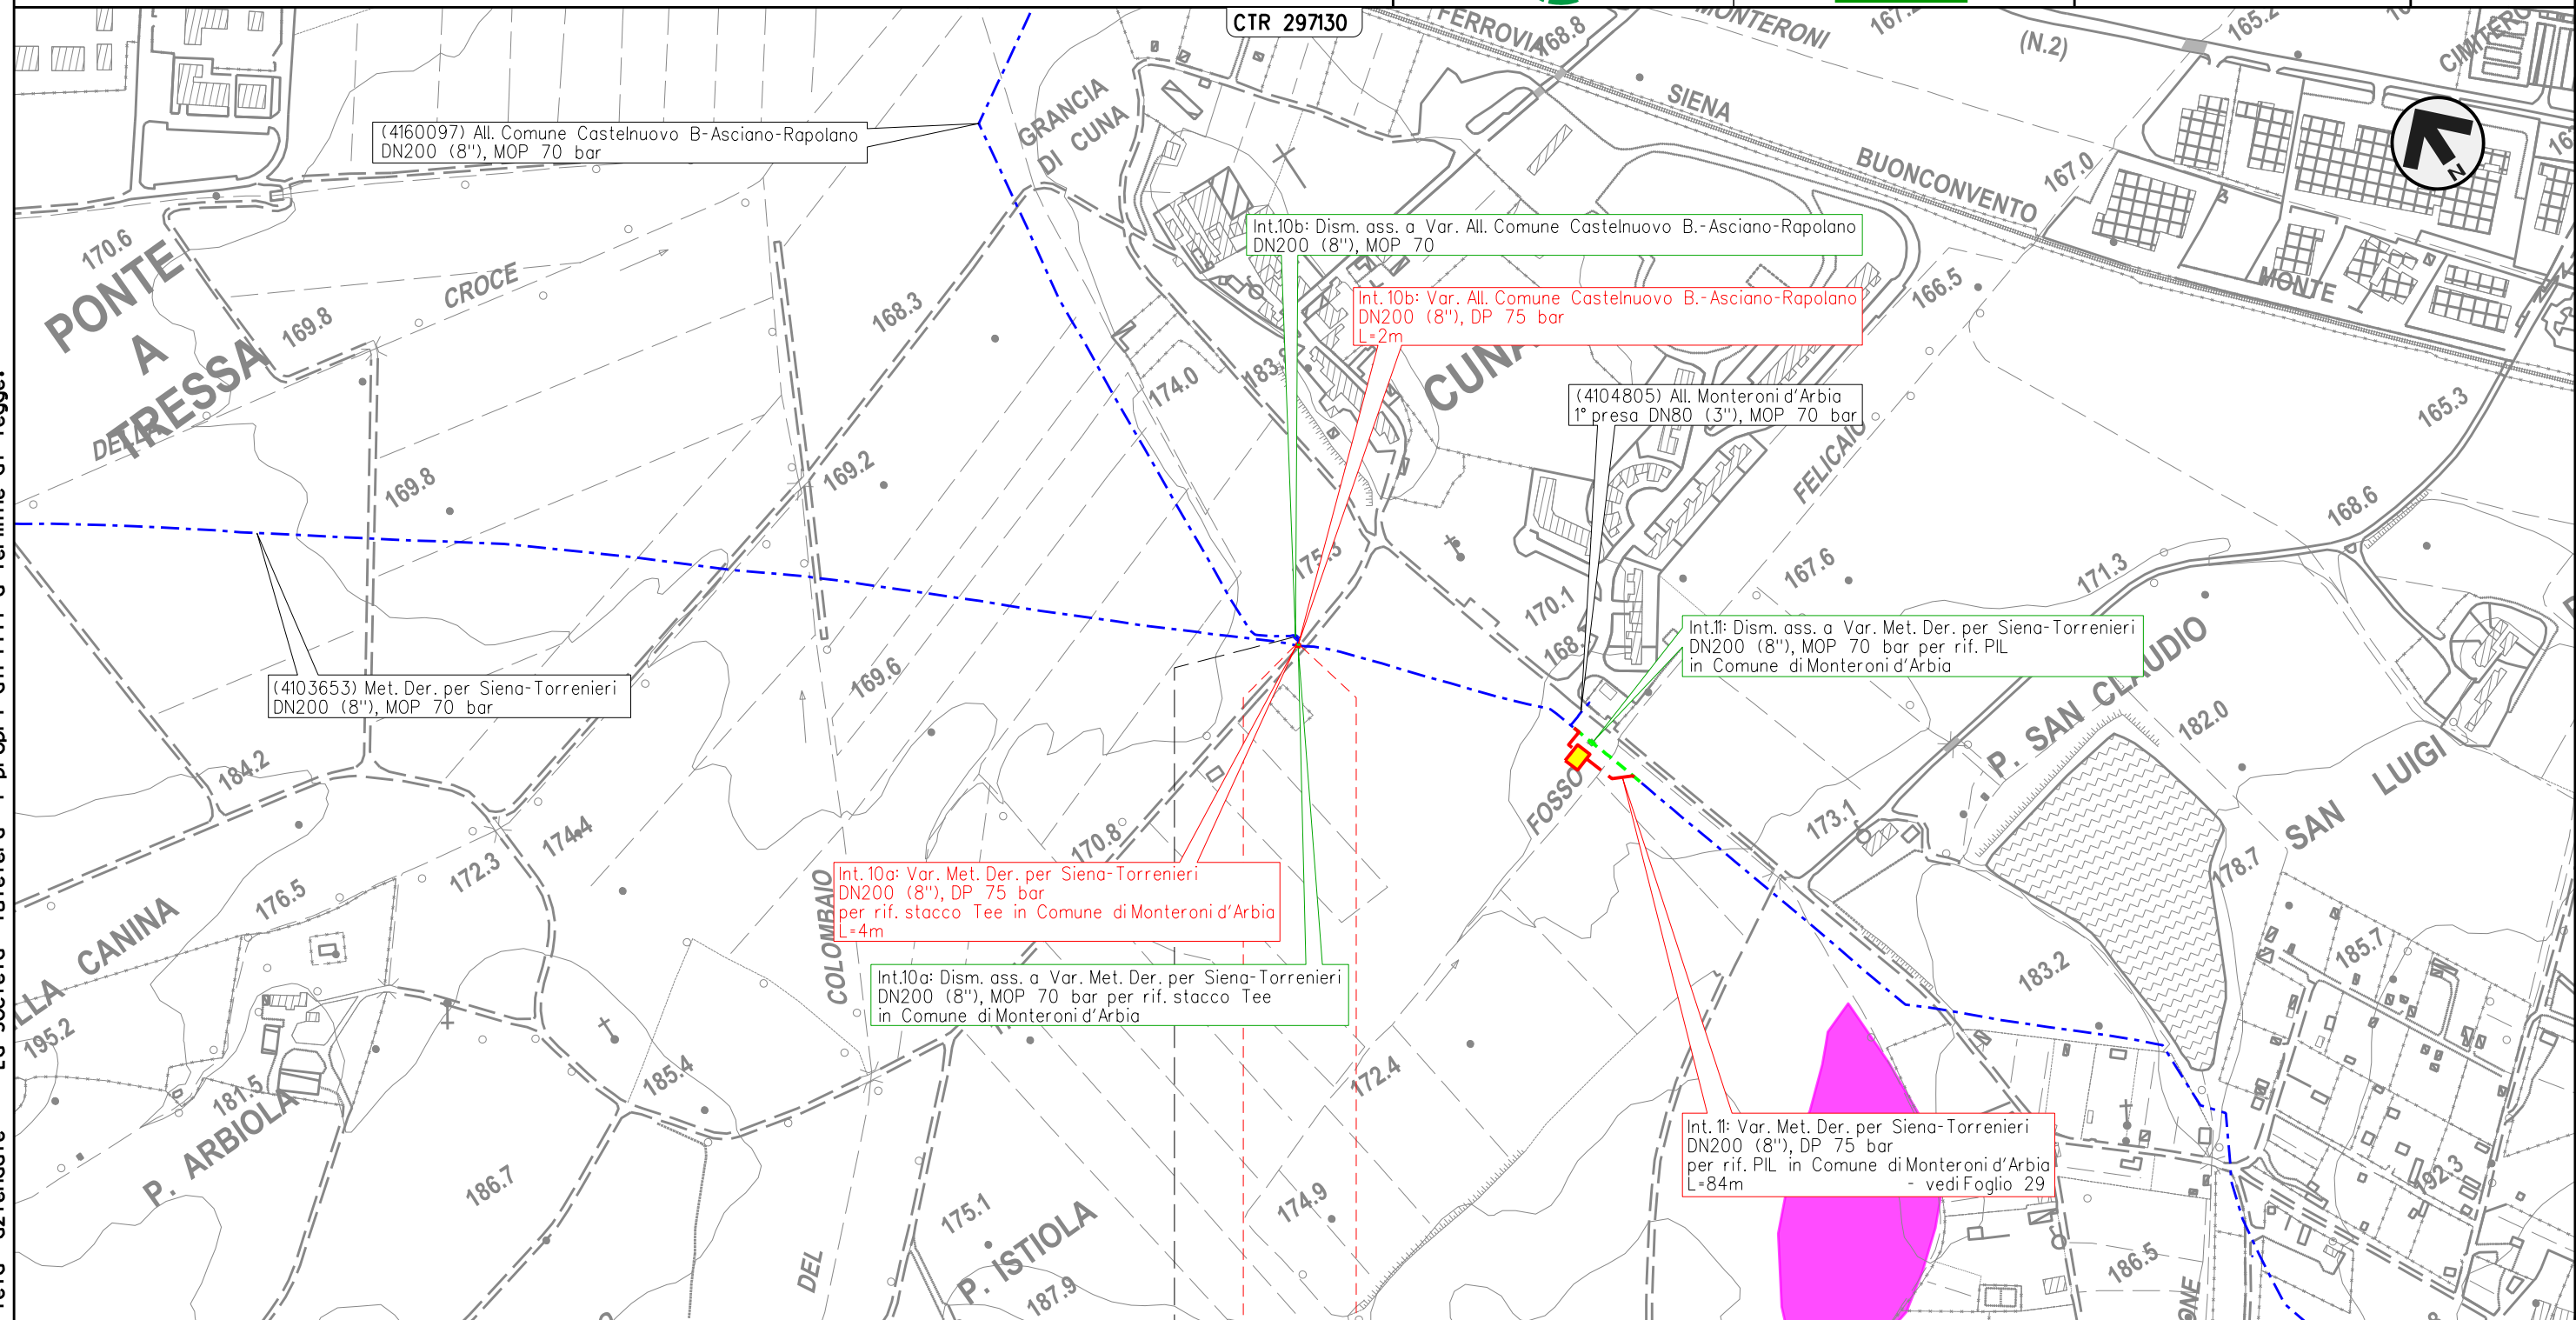 CTR 297130
FERROVIA
168.8
MONTERONI
(N.2)
165.2
SIENA
BUONCONVENTO
167.0
MONTE
N
GRANCIA
DI CUNA
(4160097) All. Comune Castelnuovo B-Asciano-Rapolano
DN200 (8"), MOP 70 bar
170.6
PONTE
A
TRESSA
CROCE
169.8
168.3
Int.10b: Dism. ass. a Var. All. Comune Castelnuovo B.-Asciano-Rapolano
DN200 (8"), MOP 70
Int. 10b: Var. All. Comune Castelnuovo B.-Asciano-Rapolano
DN200 (8"), DP 75 bar
L=2m
166.5
174.0
CUNA
(4104805) All. Monteroni d'Arbia
1° presa DN80 (3"), MOP 70 bar
165.3
169.8
169.2
FELICAIO
168.6
175.3
170.1
167.6
171.3
Int.11: Dism. ass. a Var. Met. Der. per Siena-Torrenieri
DN200 (8"), MOP 70 bar per rif. PIL
in Comune di Monteroni d'Arbia
(4103653) Met. Der. per Siena-Torrenieri
DN200 (8"), MOP 70 bar
169.6
P. SAN CLAUDIO
182.0
SAN LUIGI
184.2
FOSSO
173.1
174.4
172.3
170.8
178.7
176.5
Int. 10a: Var. Met. Der. per Siena-Torrenieri
DN200 (8"), DP 75 bar
per rif. stacco Tee in Comune di Monteroni d'Arbia
L=4m
COLOMBAIO
CANINA
195.2
Int.10a: Dism. ass. a Var. Met. Der. per Siena-Torrenieri
DN200 (8"), MOP 70 bar per rif. stacco Tee
in Comune di Monteroni d'Arbia
183.2
185.7
172.4
185.4
181.5
P. ARBIOLA
Int. 11: Var. Met. Der. per Siena-Torrenieri
DN200 (8"), DP 75 bar
per rif. PIL in Comune di Monteroni d'Arbia
L=84m - vedi Foglio 29
186.7
175.1
174.9
192.3
P. ISTIOLA
DEL
187.9
186.5